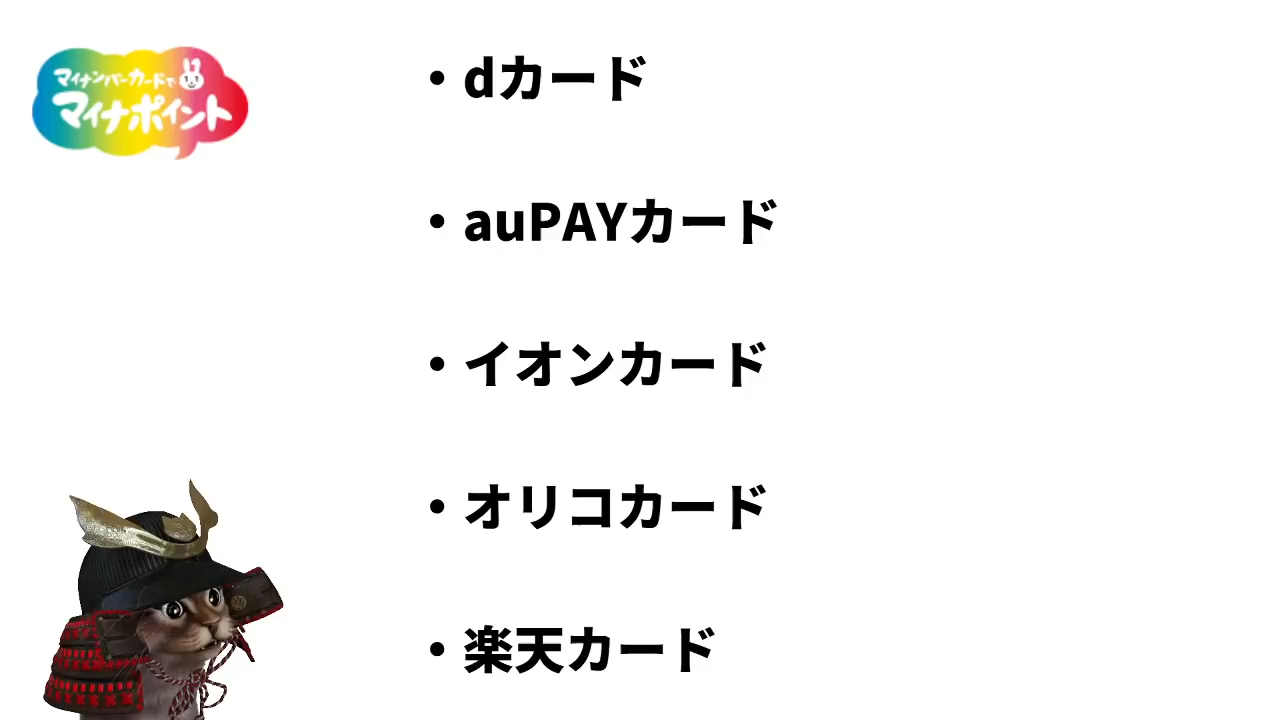 マイナンバーカードで
マイナポイント
・dカード
・auPAYカード
・イオンカード
・オリコカード
・楽天カード